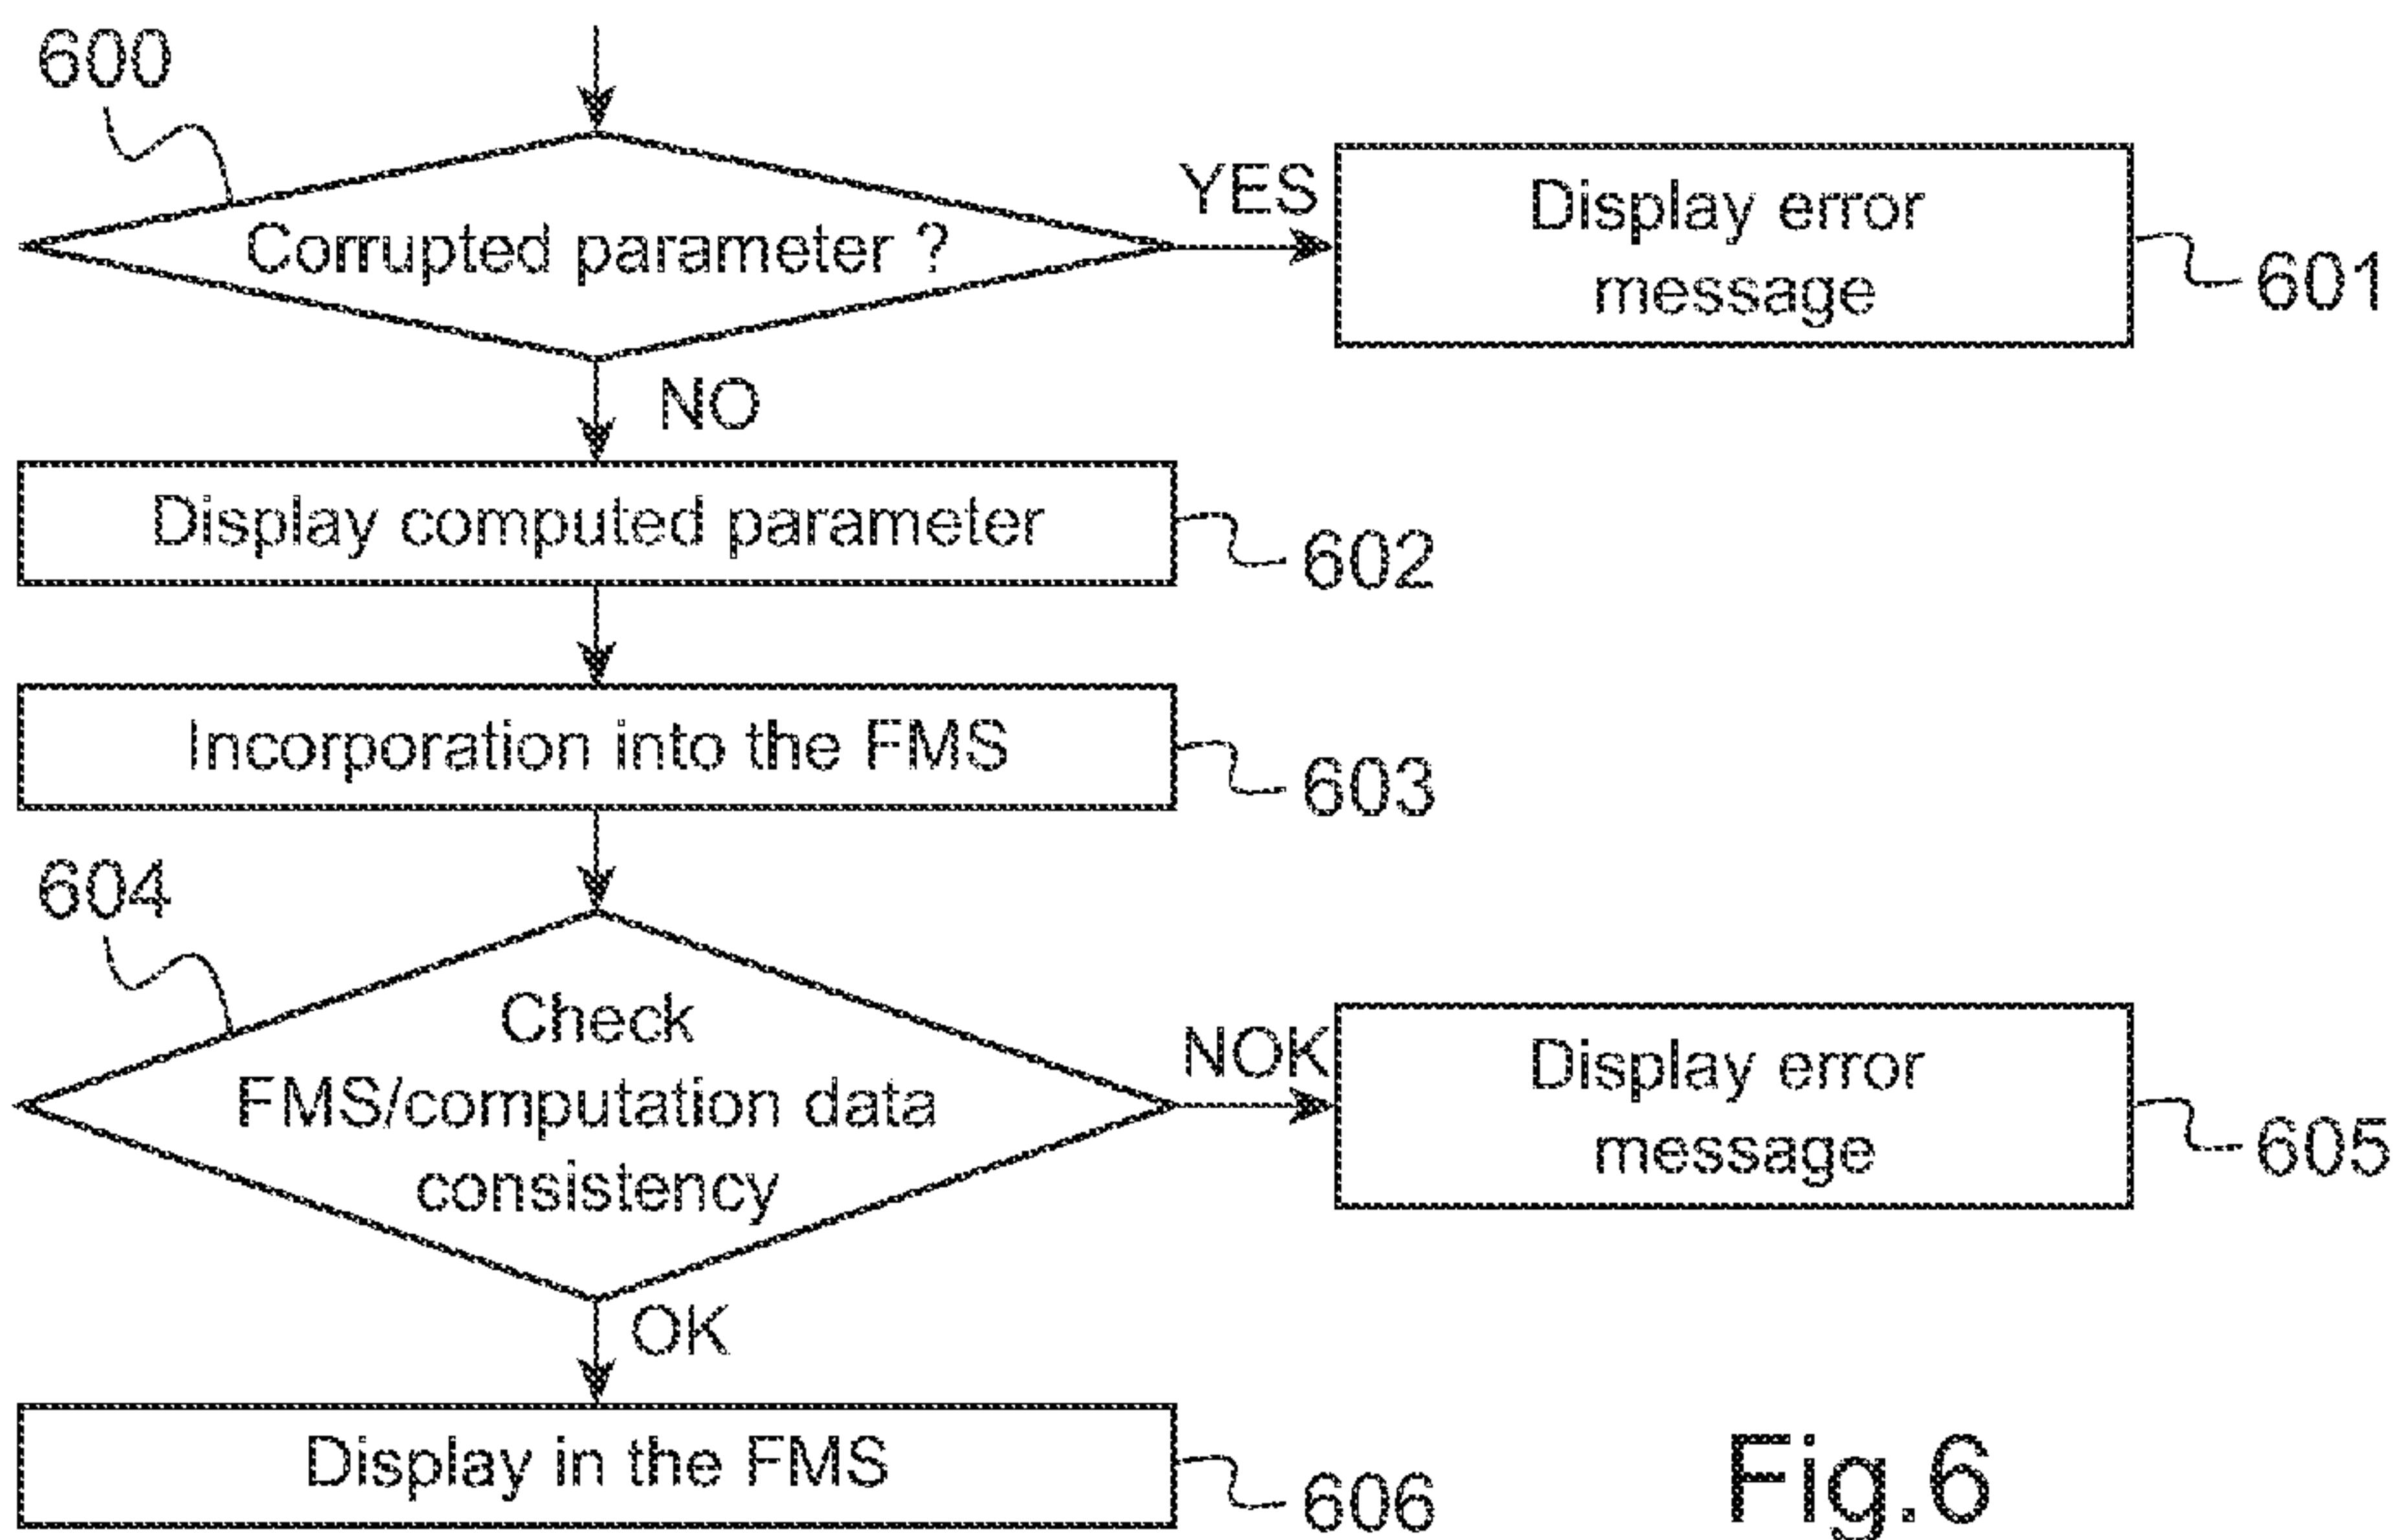 600
Corrupted parameter ?
YES
Display error
message
601
NO
Display computed parameter
602
Incorporation into the FMS
603
604
Check
FMS/computation data
consistency
NOK
Display error
message
605
OK
Display in the FMS
606
Fig.6